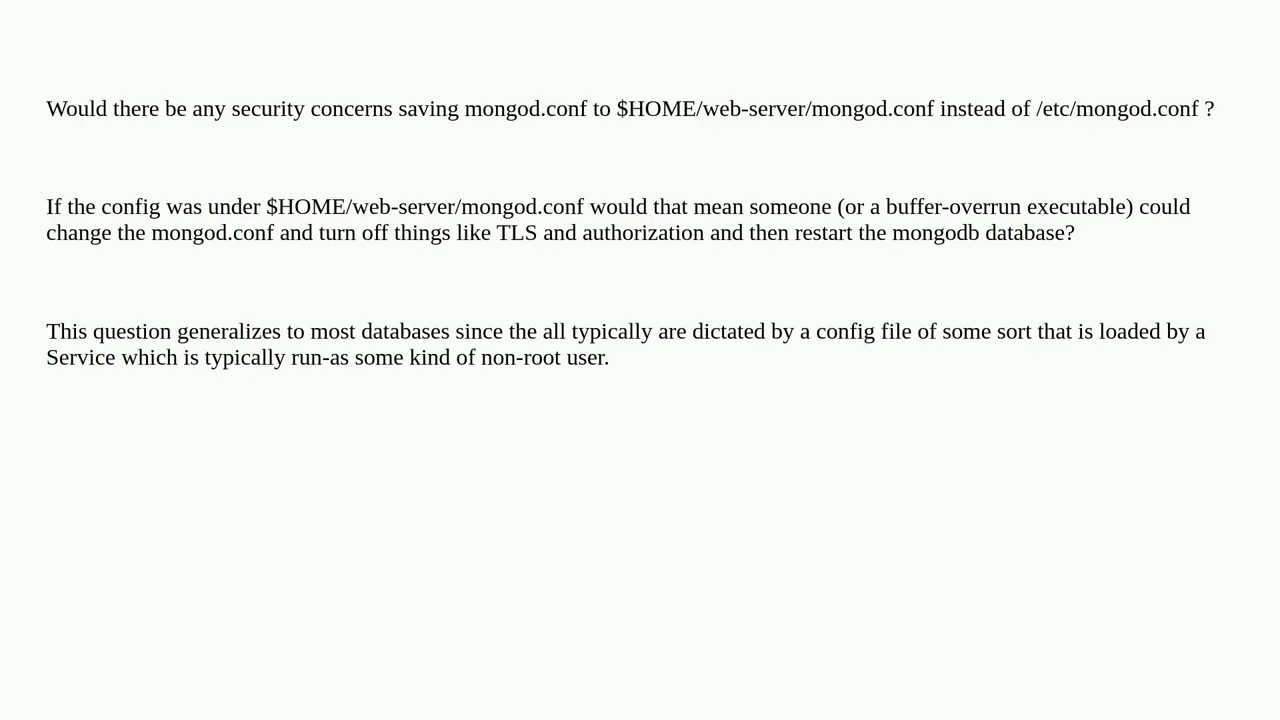 Would there be any security concerns saving mongod.conf to $HOME/web-server/mongod.conf instead of /etc/mongod.conf ?
If the config was under $HOME/web-server/mongod.conf would that mean someone (or a buffer-overrun executable) could
change the mongod.conf and turn off things like TLS and authorization and then restart the mongodb database?
This question generalizes to most databases since the all typically are dictated by a config file of some sort that is loaded by a
Service which is typically run-as some kind of non-root user.